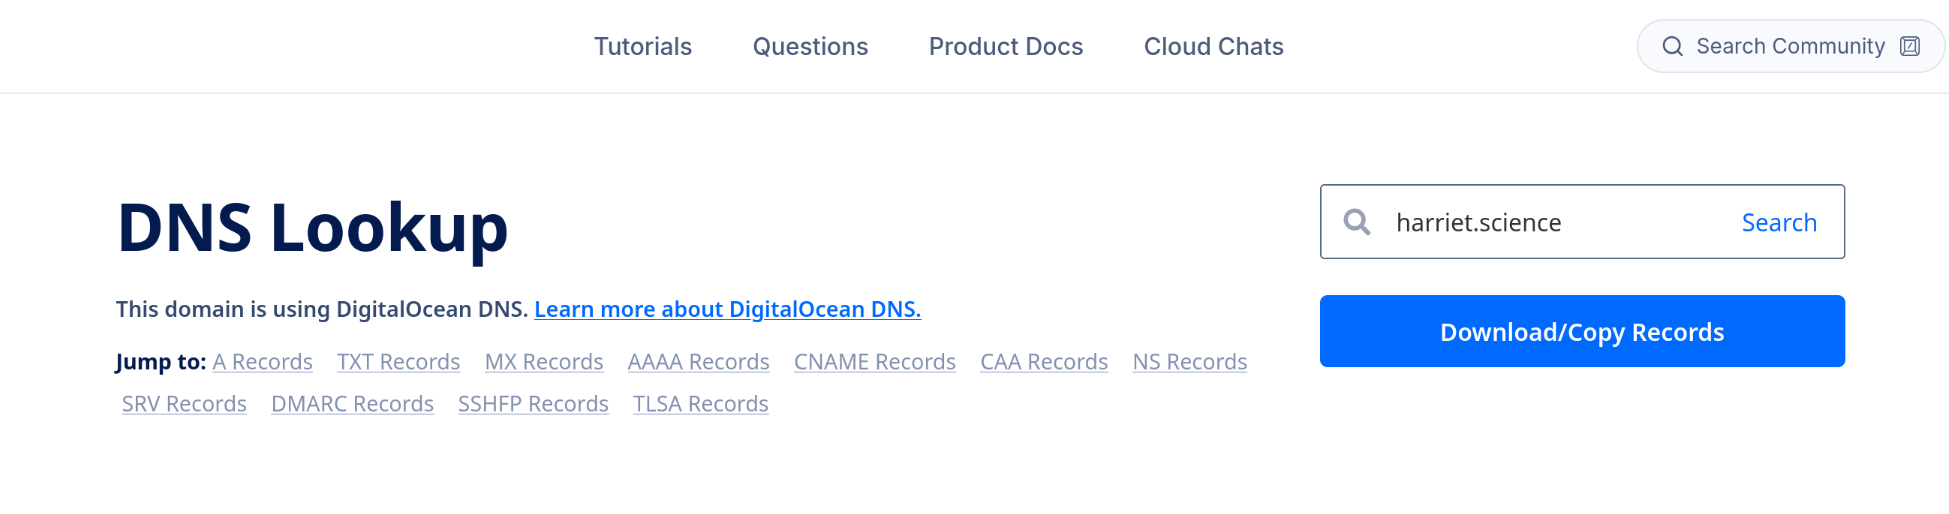 Tutorials Questions Product Docs Cloud Chats Search Community /
DNS Lookup
harriet.science Search
This domain is using DigitalOcean DNS. Learn more about DigitalOcean DNS.
Download/Copy Records
Jump to: A Records TXT Records MX Records AAAA Records CNAME Records CAA Records NS Records
SRV Records DMARC Records SSHFP Records TLSA Records